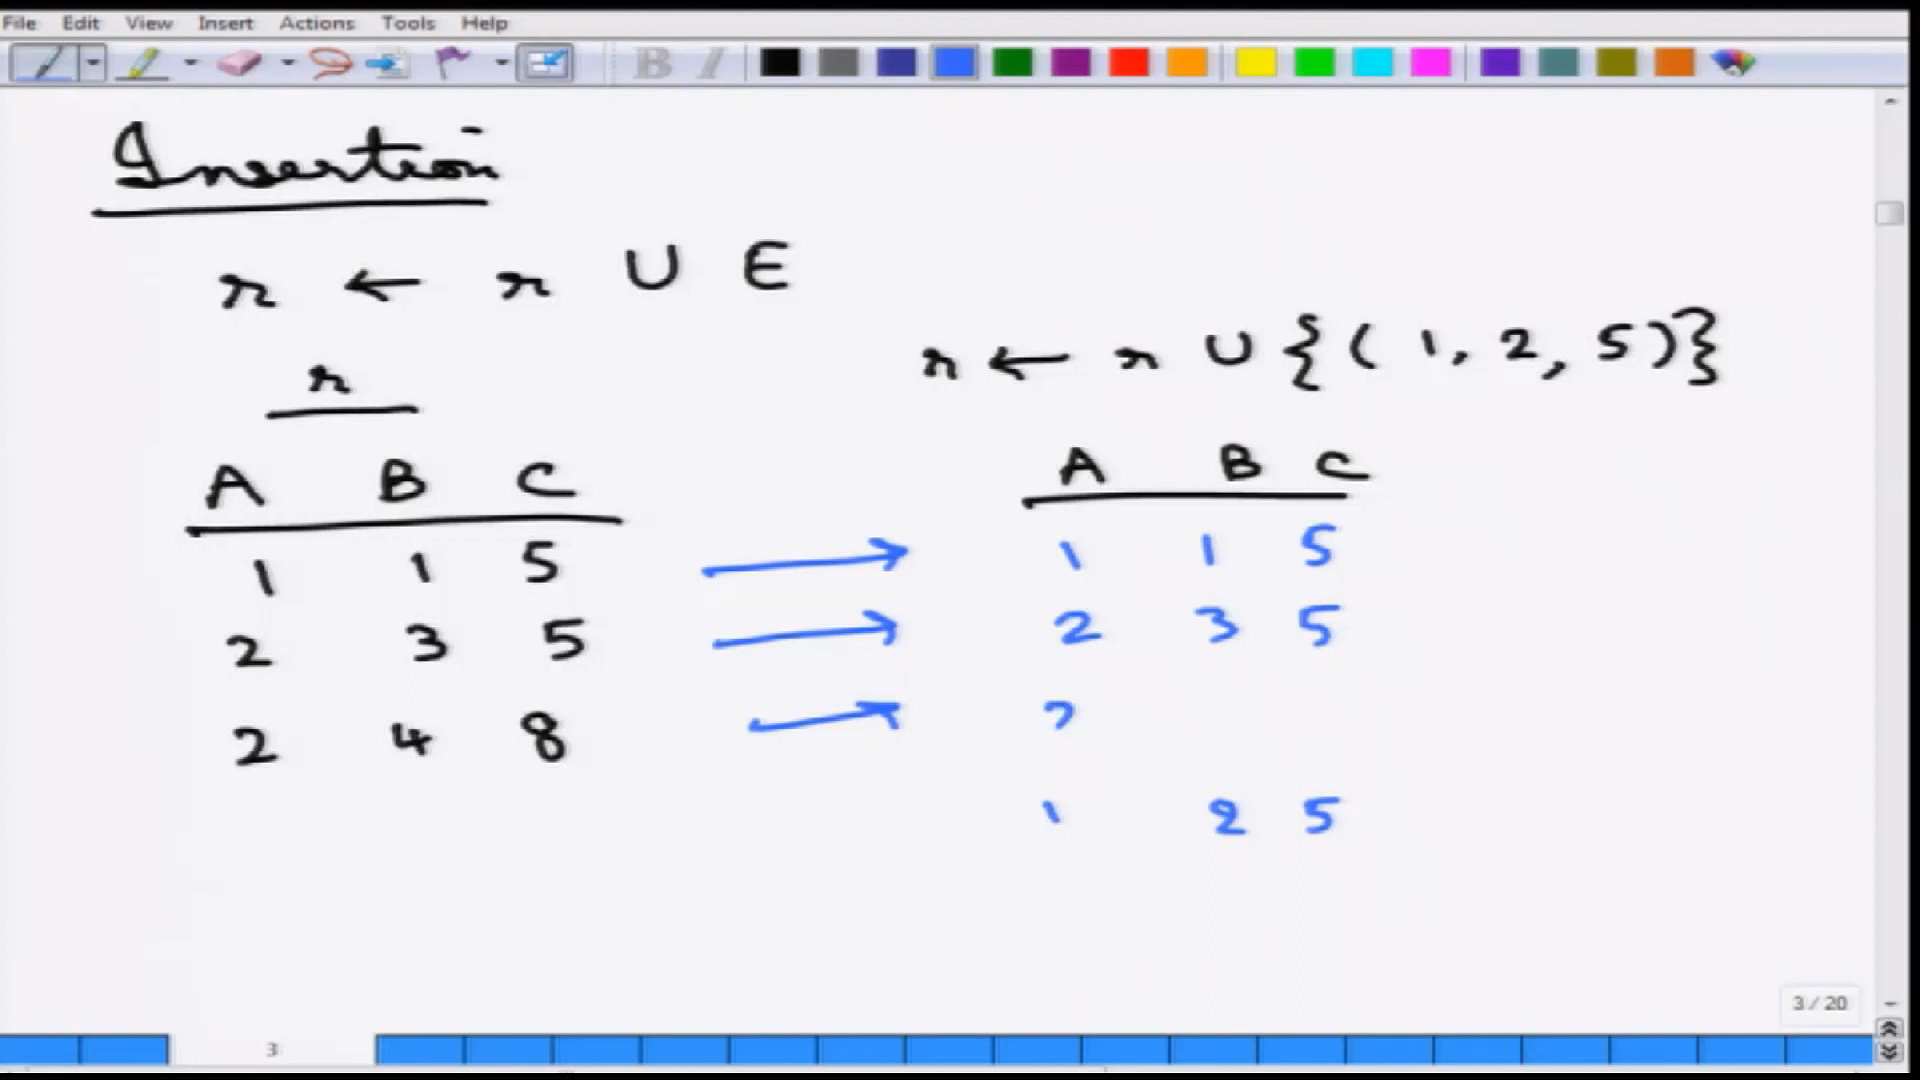 File Edit View Insert Actions Tools Help
B I
Insertion
r ← r ∪ E
r ← r ∪ {(1, 2, 5)}
r
A B C
1 1 5
2 3 5
2 4 8
A B C
1 1 5
2 3 5
2
1 2 5
3 / 20
3